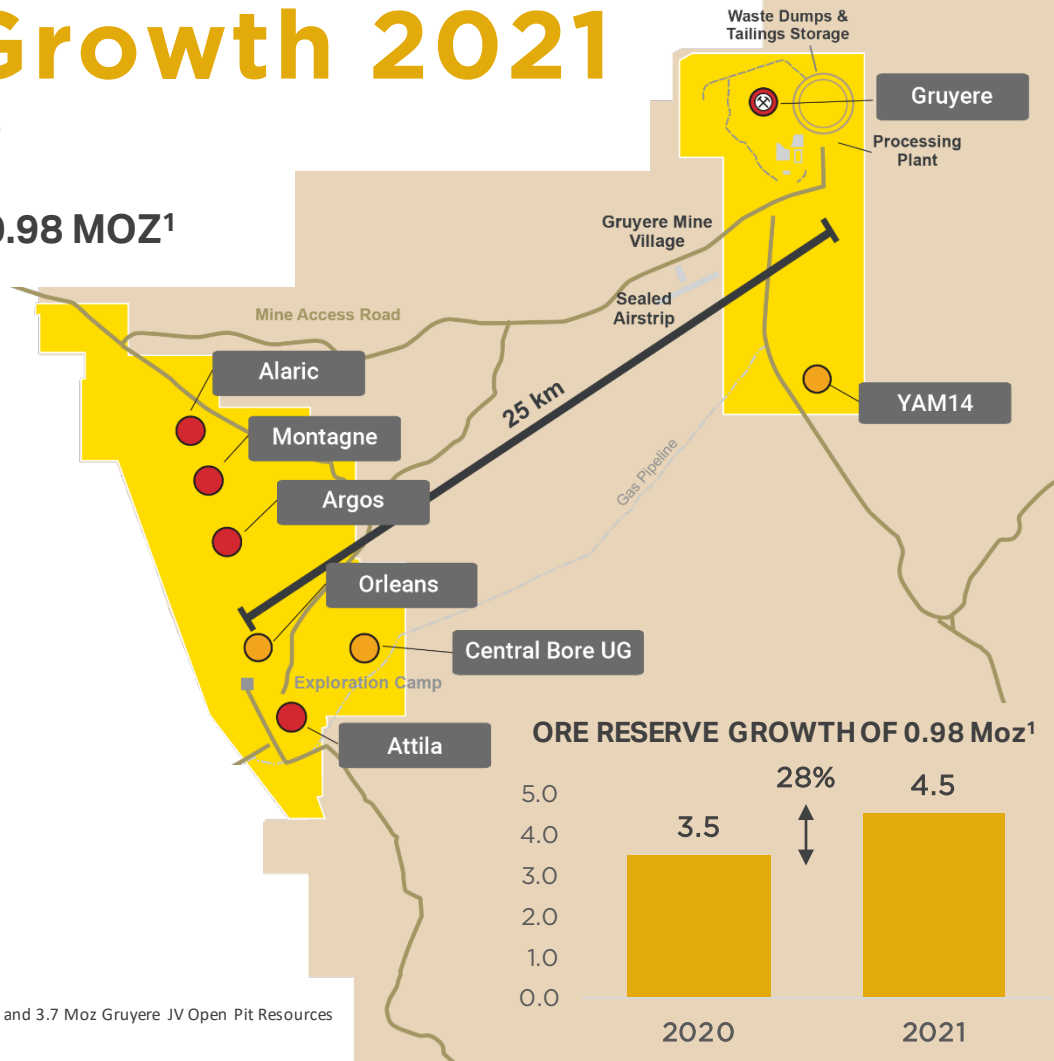 Growth 2021
0.98 MOZ¹
Waste Dumps &
Tailings Storage
Gruyere
Processing
Plant
Gruyere Mine
Village
Sealed
Airstrip
Mine Access Road
Alaric
Montagne
Argos
25 km
Gas Pipeline
YAM14
Orleans
Central Bore UG
Exploration Camp
Attila
ORE RESERVE GROWTH OF 0.98 Moz¹
28%
5.0
4.0
3.0
2.0
1.0
0.0
3.5
4.5
2020
2021
and 3.7 Moz Gruyere JV Open Pit Resources